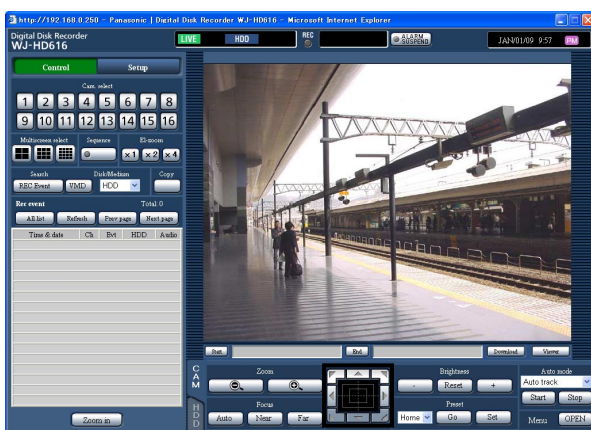 http://192.168.0.250 - Panasonic | Digital Disk Recorder WJ-HD616 - Microsoft Internet Explorer
Digital Disk Recorder
WJ-HD616
LIVE HDD REC ALARM SUSPEND JAN/01/09 9:57 PM
Control Setup
Cam. select
1 2 3 4 5 6 7 8
9 10 11 12 13 14 15 16
Multiscreen select Sequence El-zoom
x1 x2 x4
Search Disk/Medium Copy
REC Event VMD HDD
Rec event Total: 0
All list Refresh Prev page Next page
Time & date Ch Evt HDD Audio
Start End Download Viewer
CAM
HDD
Zoom Brightness Auto mode
- Reset + Auto track
Focus Preset Start Stop
Auto Near Far Home Go Set Menu OPEN
Zoom in